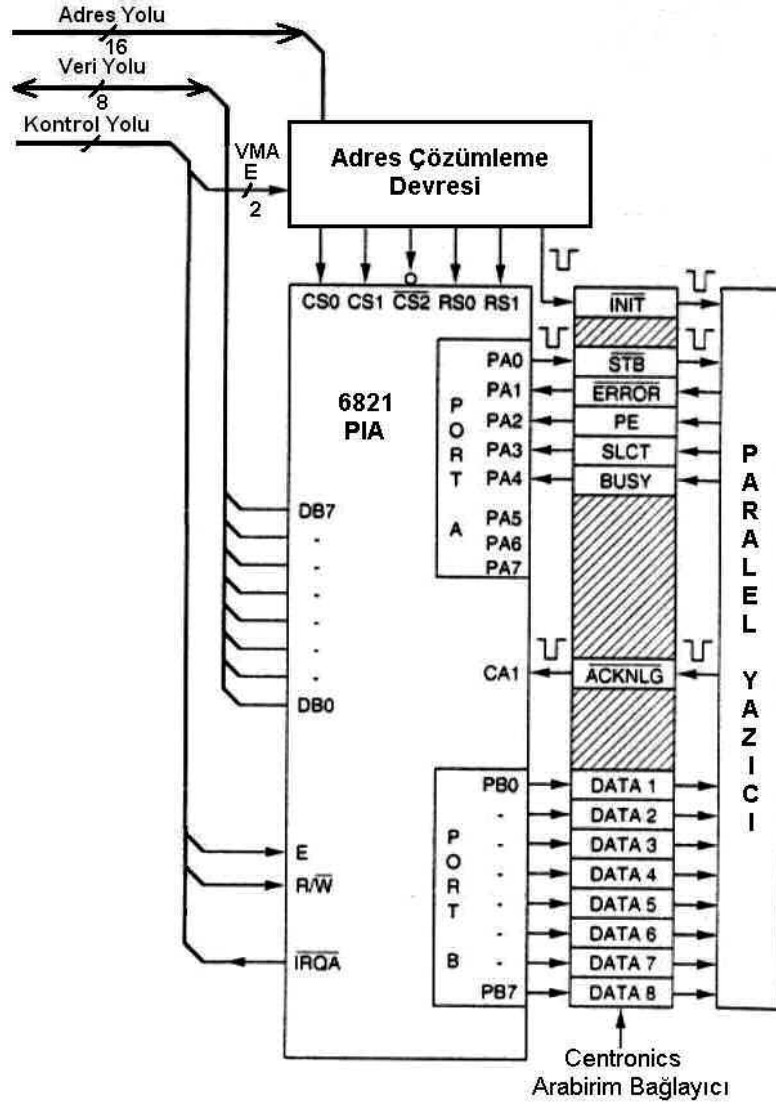 Adres Yolu
16
Veri Yolu
8
Kontrol Yolu
VMA
E
2
Adres Çözümleme
Devresi
CS0 CS1 CS2 RS0 RS1
INIT
PA0 STB
PA1 ERROR
PA2 PE
PA3 SLCT
PA4 BUSY
PA5
PA6
PA7
PORT A
6821
PIA
DB7
-
-
-
-
-
-
DB0
CA1 ACKNLG
PB0 DATA 1
- DATA 2
- DATA 3
- DATA 4
- DATA 5
- DATA 6
- DATA 7
PB7 DATA 8
PORT B
E
R/W
IRQA
PARALEL YAZICI
Centronics
Arabirim Bağlayıcı